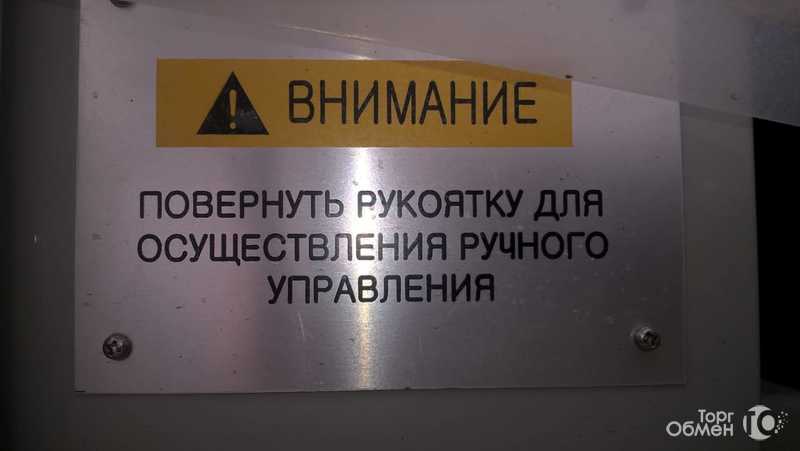 ВНИМАНИЕ
ПОВЕРНУТЬ РУКОЯТКУ ДЛЯ
ОСУЩЕСТВЛЕНИЯ РУЧНОГО
УПРАВЛЕНИЯ
Торг
Обмен